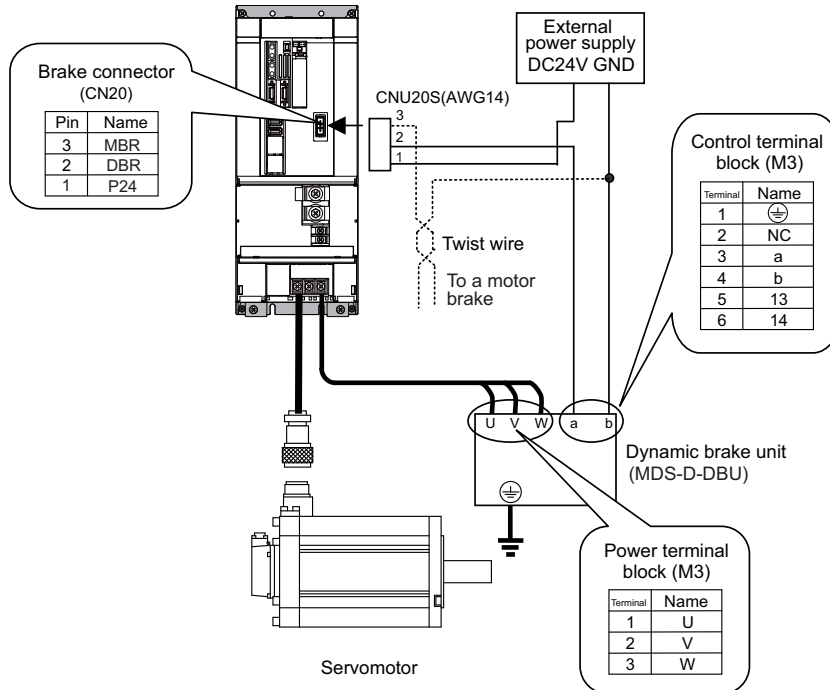 External
power supply
DC24V GND
Brake connector
(CN20)
Pin Name
3 MBR
2 DBR
1 P24
CNU20S(AWG14)
3
2
1
Control terminal
block (M3)
Terminal Name
1
2 NC
3 a
4 b
5 13
6 14
Twist wire
To a motor
brake
U V W a b
Dynamic brake unit
(MDS-D-DBU)
Power terminal
block (M3)
Terminal Name
1 U
2 V
3 W
Servomotor